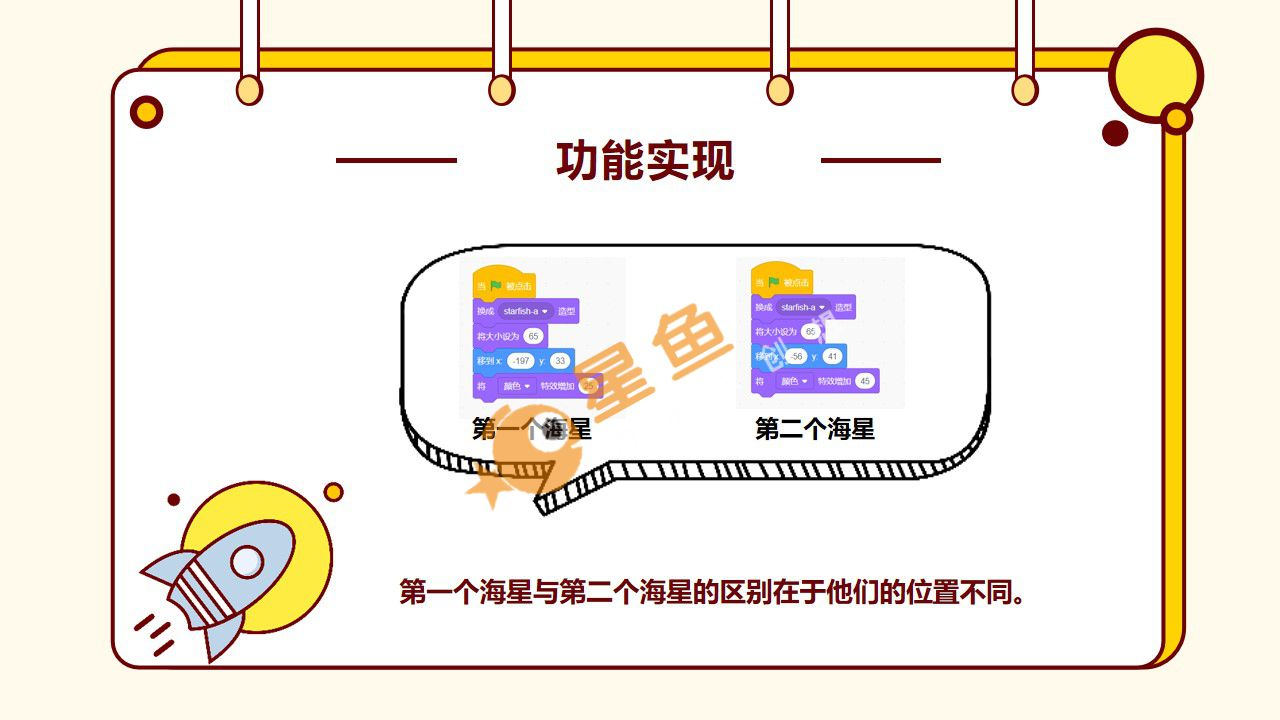 功能实现
当 被点击
换成 starfish-a 造型
将大小设为 65
移到 x: -197 y: 33
将 颜色 特效增加 25
第一个海星
当 被点击
换成 starfish-a 造型
将大小设为 65
移到 x: -56 y: 41
将 颜色 特效增加 45
第二个海星
星鱼
创想
第一个海星与第二个海星的区别在于他们的位置不同。